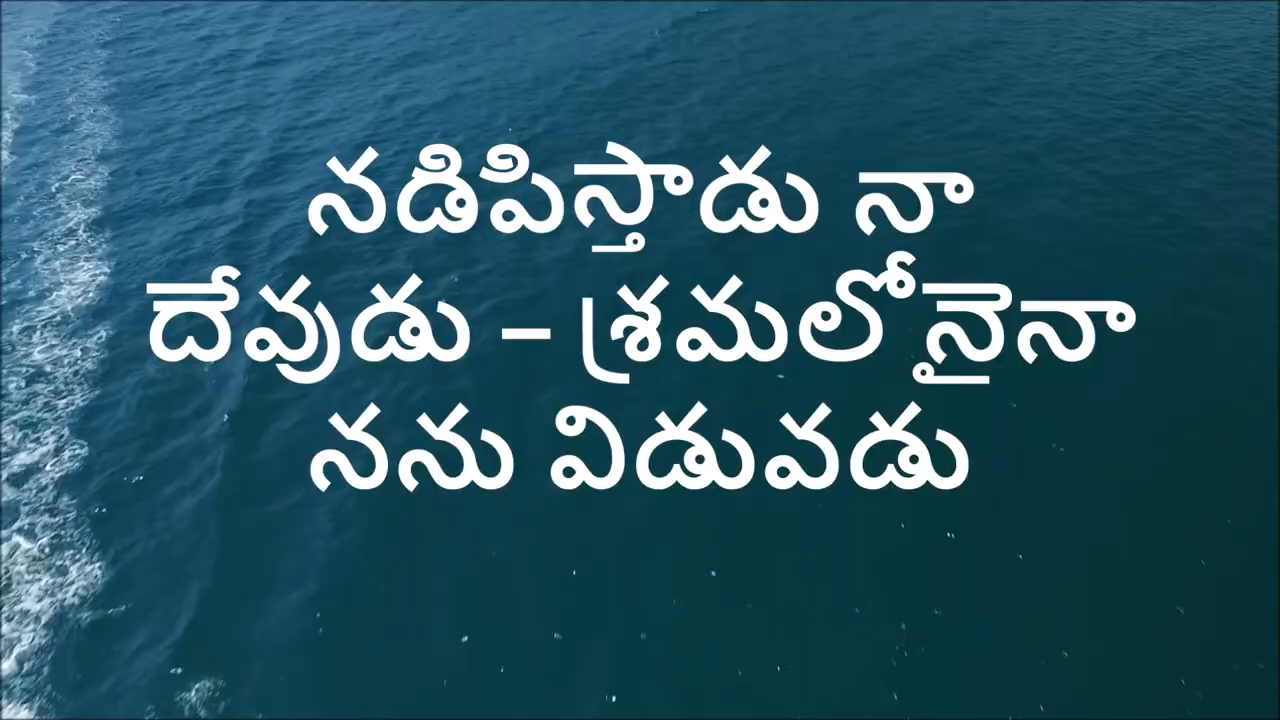 నడిపిస్తాడు నా
దేవుడు – శ్రమలోనైనా
నను విడువడు